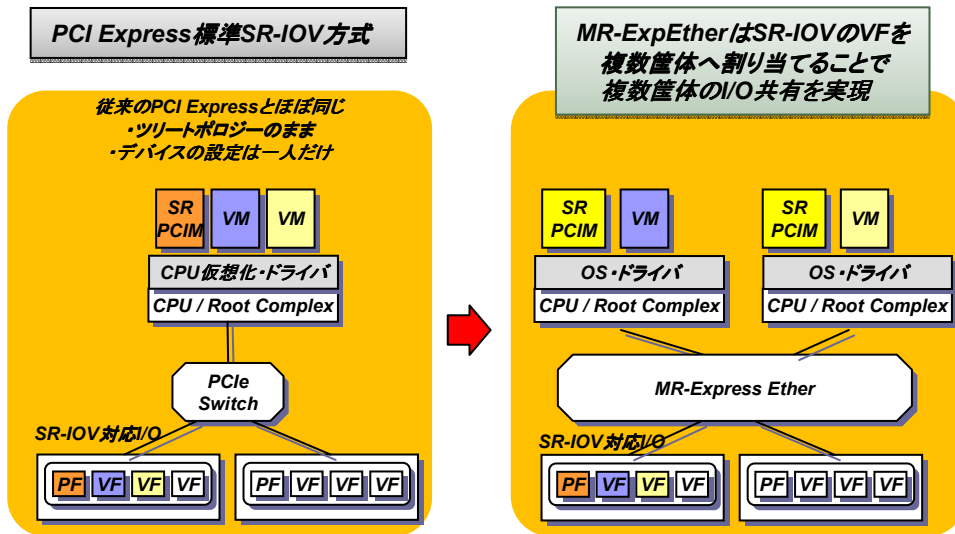 PCI Express標準SR-IOV方式
従来のPCI Expressとほぼ同じ
・ツリートポロジーのまま
・デバイスの設定は一人だけ
SR
PCIM
VM
VM
CPU仮想化・ドライバ
CPU / Root Complex
PCIe
Switch
SR-IOV対応I/O
PF VF VF VF
PF VF VF VF
MR-ExpEtherはSR-IOVのVFを
複数筐体へ割り当てることで
複数筐体のI/O共有を実現
SR
PCIM
VM
SR
PCIM
VM
OS・ドライバ
OS・ドライバ
CPU / Root Complex
CPU / Root Complex
MR-Express Ether
SR-IOV対応I/O
PF VF VF VF
PF VF VF VF